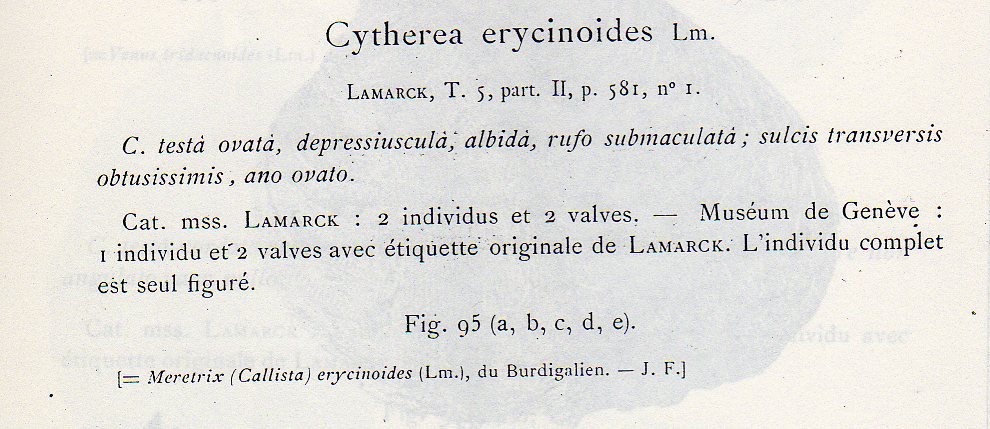 Cytherea erycinoides Lm.
LAMARCK, T. 5, part. II, p. 581, n° 1.
C. testâ ovatâ, depressiusculâ, albidâ, rufo submaculatâ ; sulcis transversis
obtusissimis, ano ovato.
Cat. mss. LAMARCK : 2 individus et 2 valves. — Muséum de Genève :
1 individu et 2 valves avec étiquette originale de LAMARCK. L'individu complet
est seul figuré.
Fig. 95 (a, b, c, d, e).
[= Meretrix (Callista) erycinoides (Lm.), du Burdigalien. — J. F.]